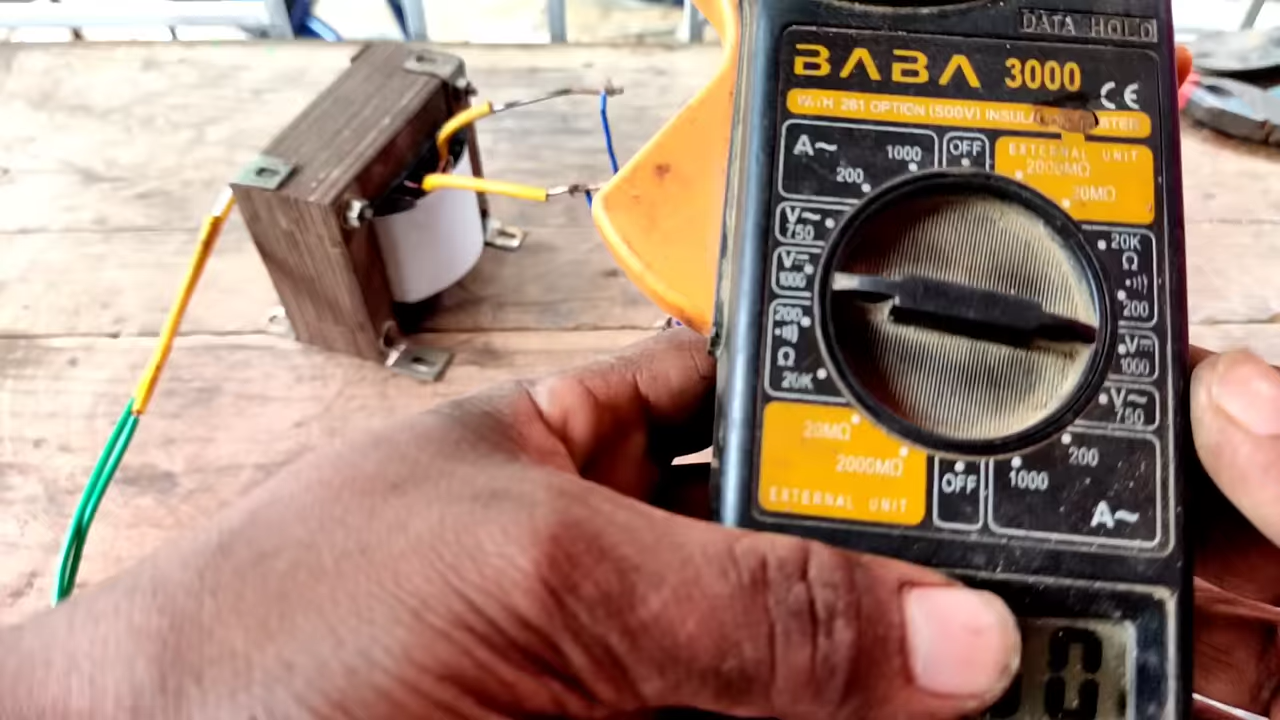 DATA HOLD
BABA 3000
CE
WITH 261 OPTION (500V)
A~ 1000 OFF EXTERNAL UNIT
200 2000MΩ
20MΩ
V~
750
20K
Ω
200
V
1000
V
1000
200
Ω
20K
V~
750
20MΩ
2000MΩ
EXTERNAL UNIT
OFF
200
1000
A~